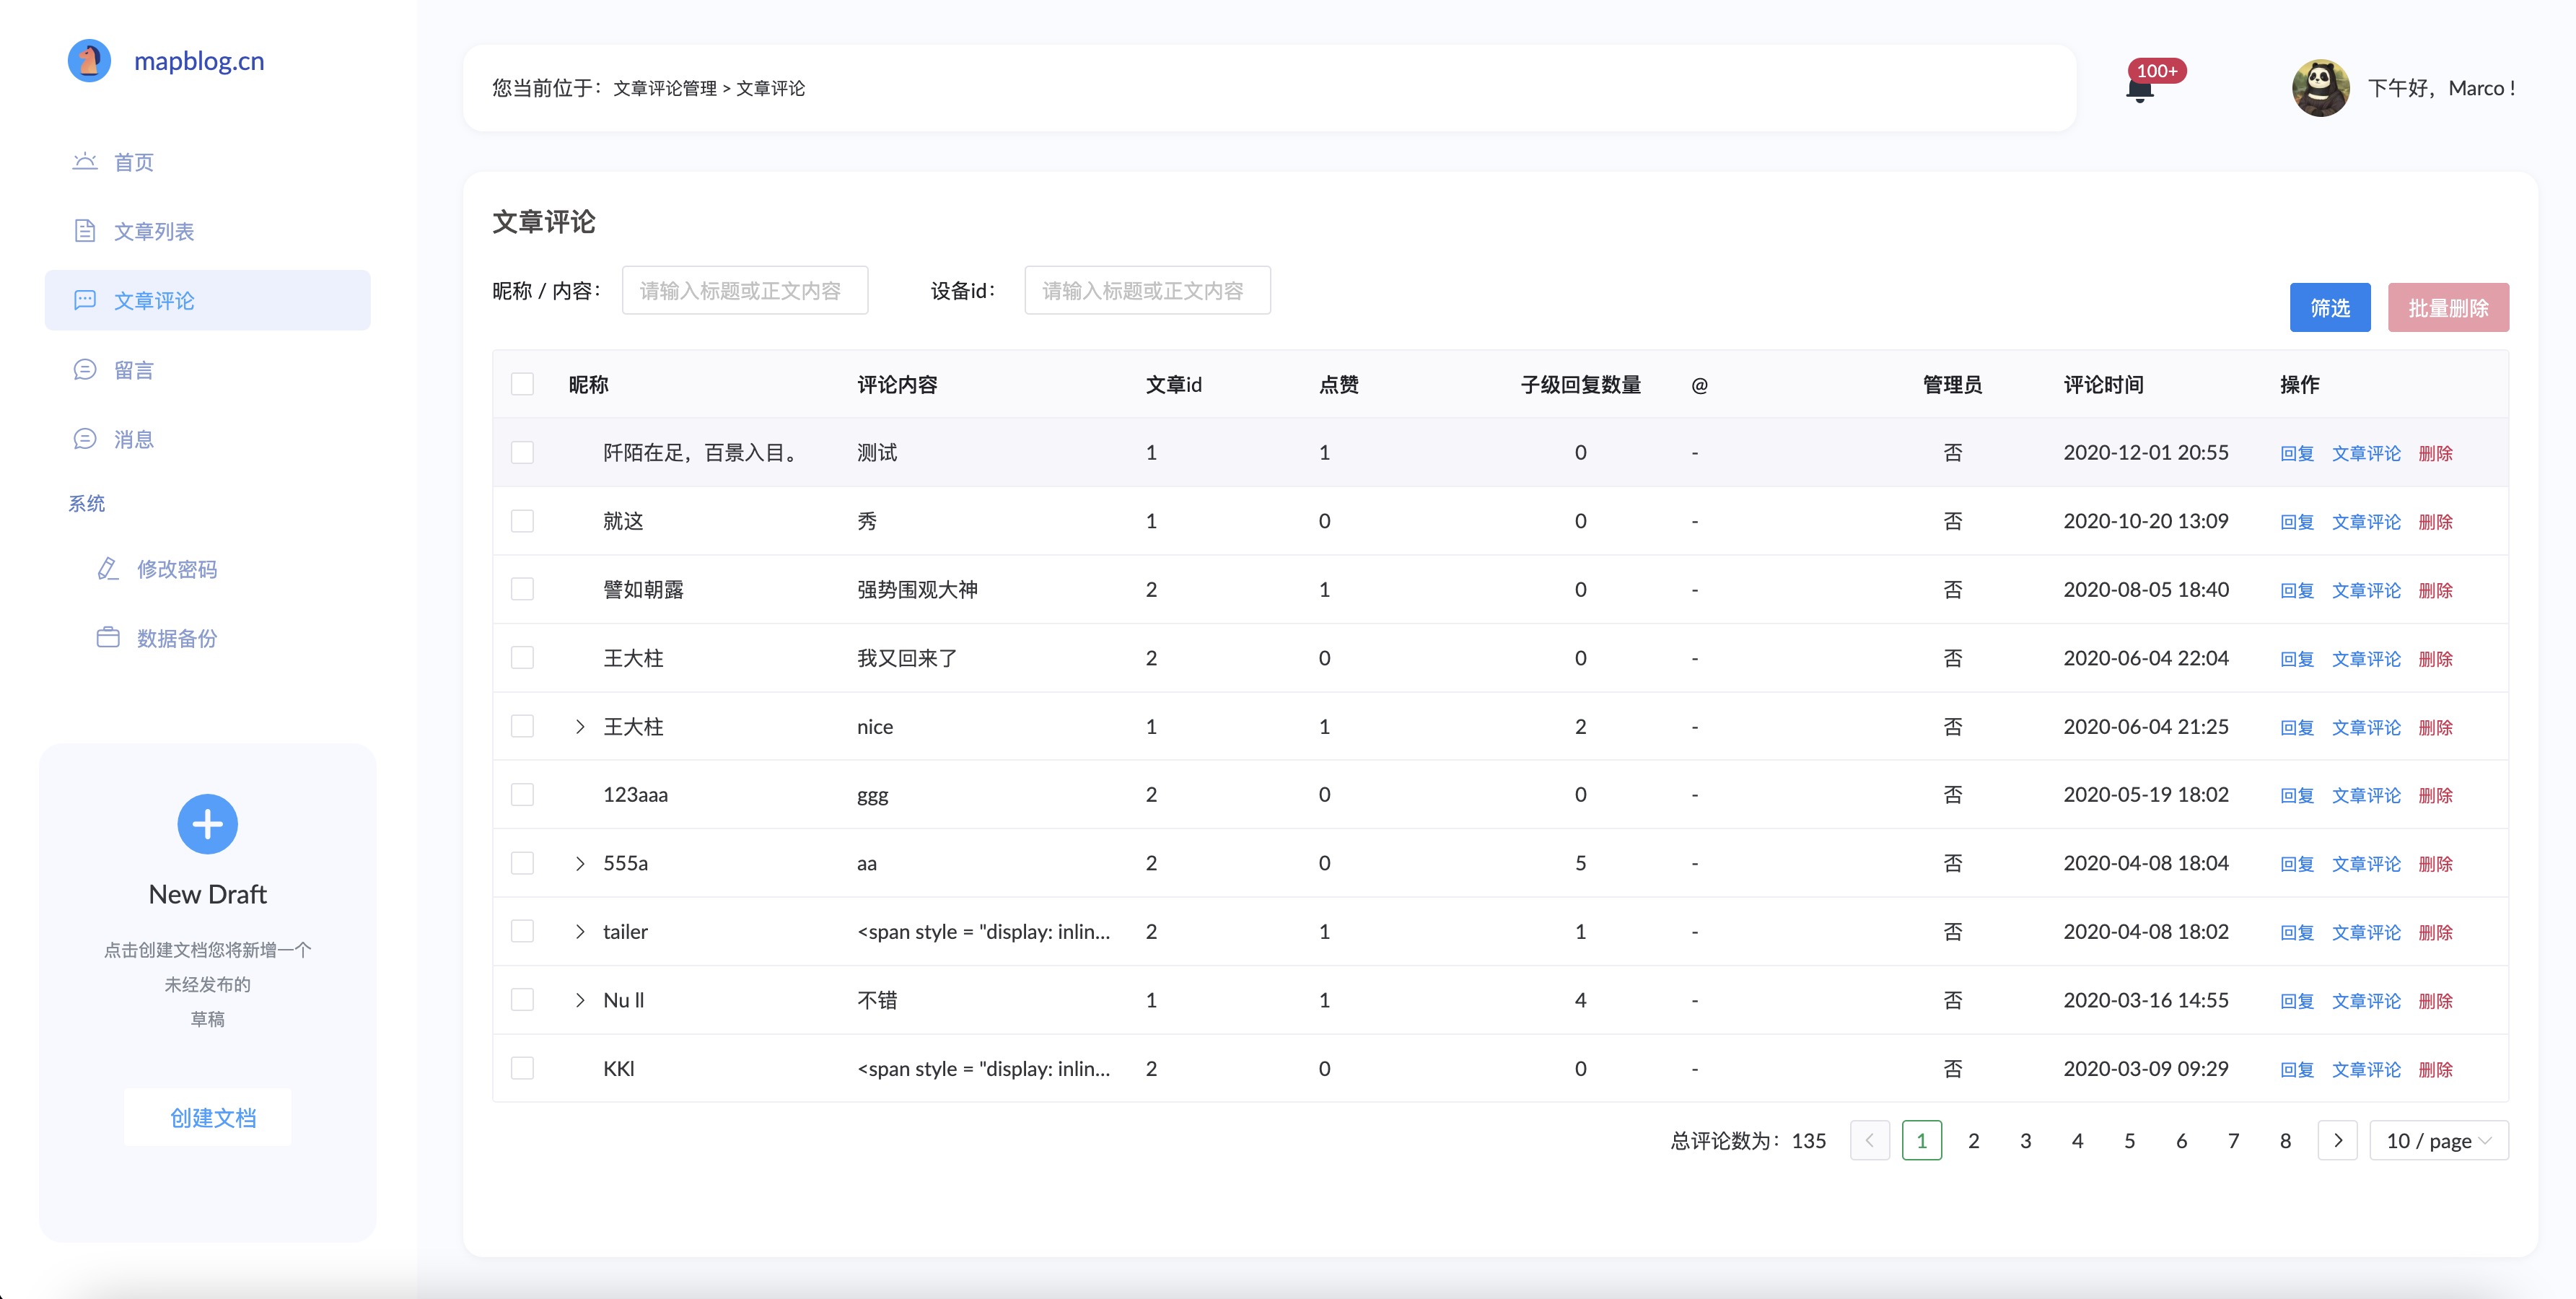 mapblog.cn
首页
文章列表
文章评论
留言
消息
系统
修改密码
数据备份
New Draft
点击创建文档您将新增一个
未经发布的
草稿
创建文档
您当前位于： 文章评论管理 > 文章评论
100+
下午好，Marco !
文章评论
昵称 / 内容： 请输入标题或正文内容 设备id： 请输入标题或正文内容
筛选 批量删除
昵称 评论内容 文章id 点赞 子级回复数量 @ 管理员 评论时间 操作
阡陌在足，百景入目。 测试 1 1 0 - 否 2020-12-01 20:55 回复 文章评论 删除
就这 秀 1 0 0 - 否 2020-10-20 13:09 回复 文章评论 删除
譬如朝露 强势围观大神 2 1 0 - 否 2020-08-05 18:40 回复 文章评论 删除
王大柱 我又回来了 2 0 0 - 否 2020-06-04 22:04 回复 文章评论 删除
王大柱 nice 1 1 2 - 否 2020-06-04 21:25 回复 文章评论 删除
123aaa ggg 2 0 0 - 否 2020-05-19 18:02 回复 文章评论 删除
555a aa 2 0 5 - 否 2020-04-08 18:04 回复 文章评论 删除
tailer <span style = "display: inlin... 2 1 1 - 否 2020-04-08 18:02 回复 文章评论 删除
Nu ll 不错 1 1 4 - 否 2020-03-16 14:55 回复 文章评论 删除
KKl <span style = "display: inlin... 2 0 0 - 否 2020-03-09 09:29 回复 文章评论 删除
总评论数为：135 < 1 2 3 4 5 6 7 8 > 10 / page